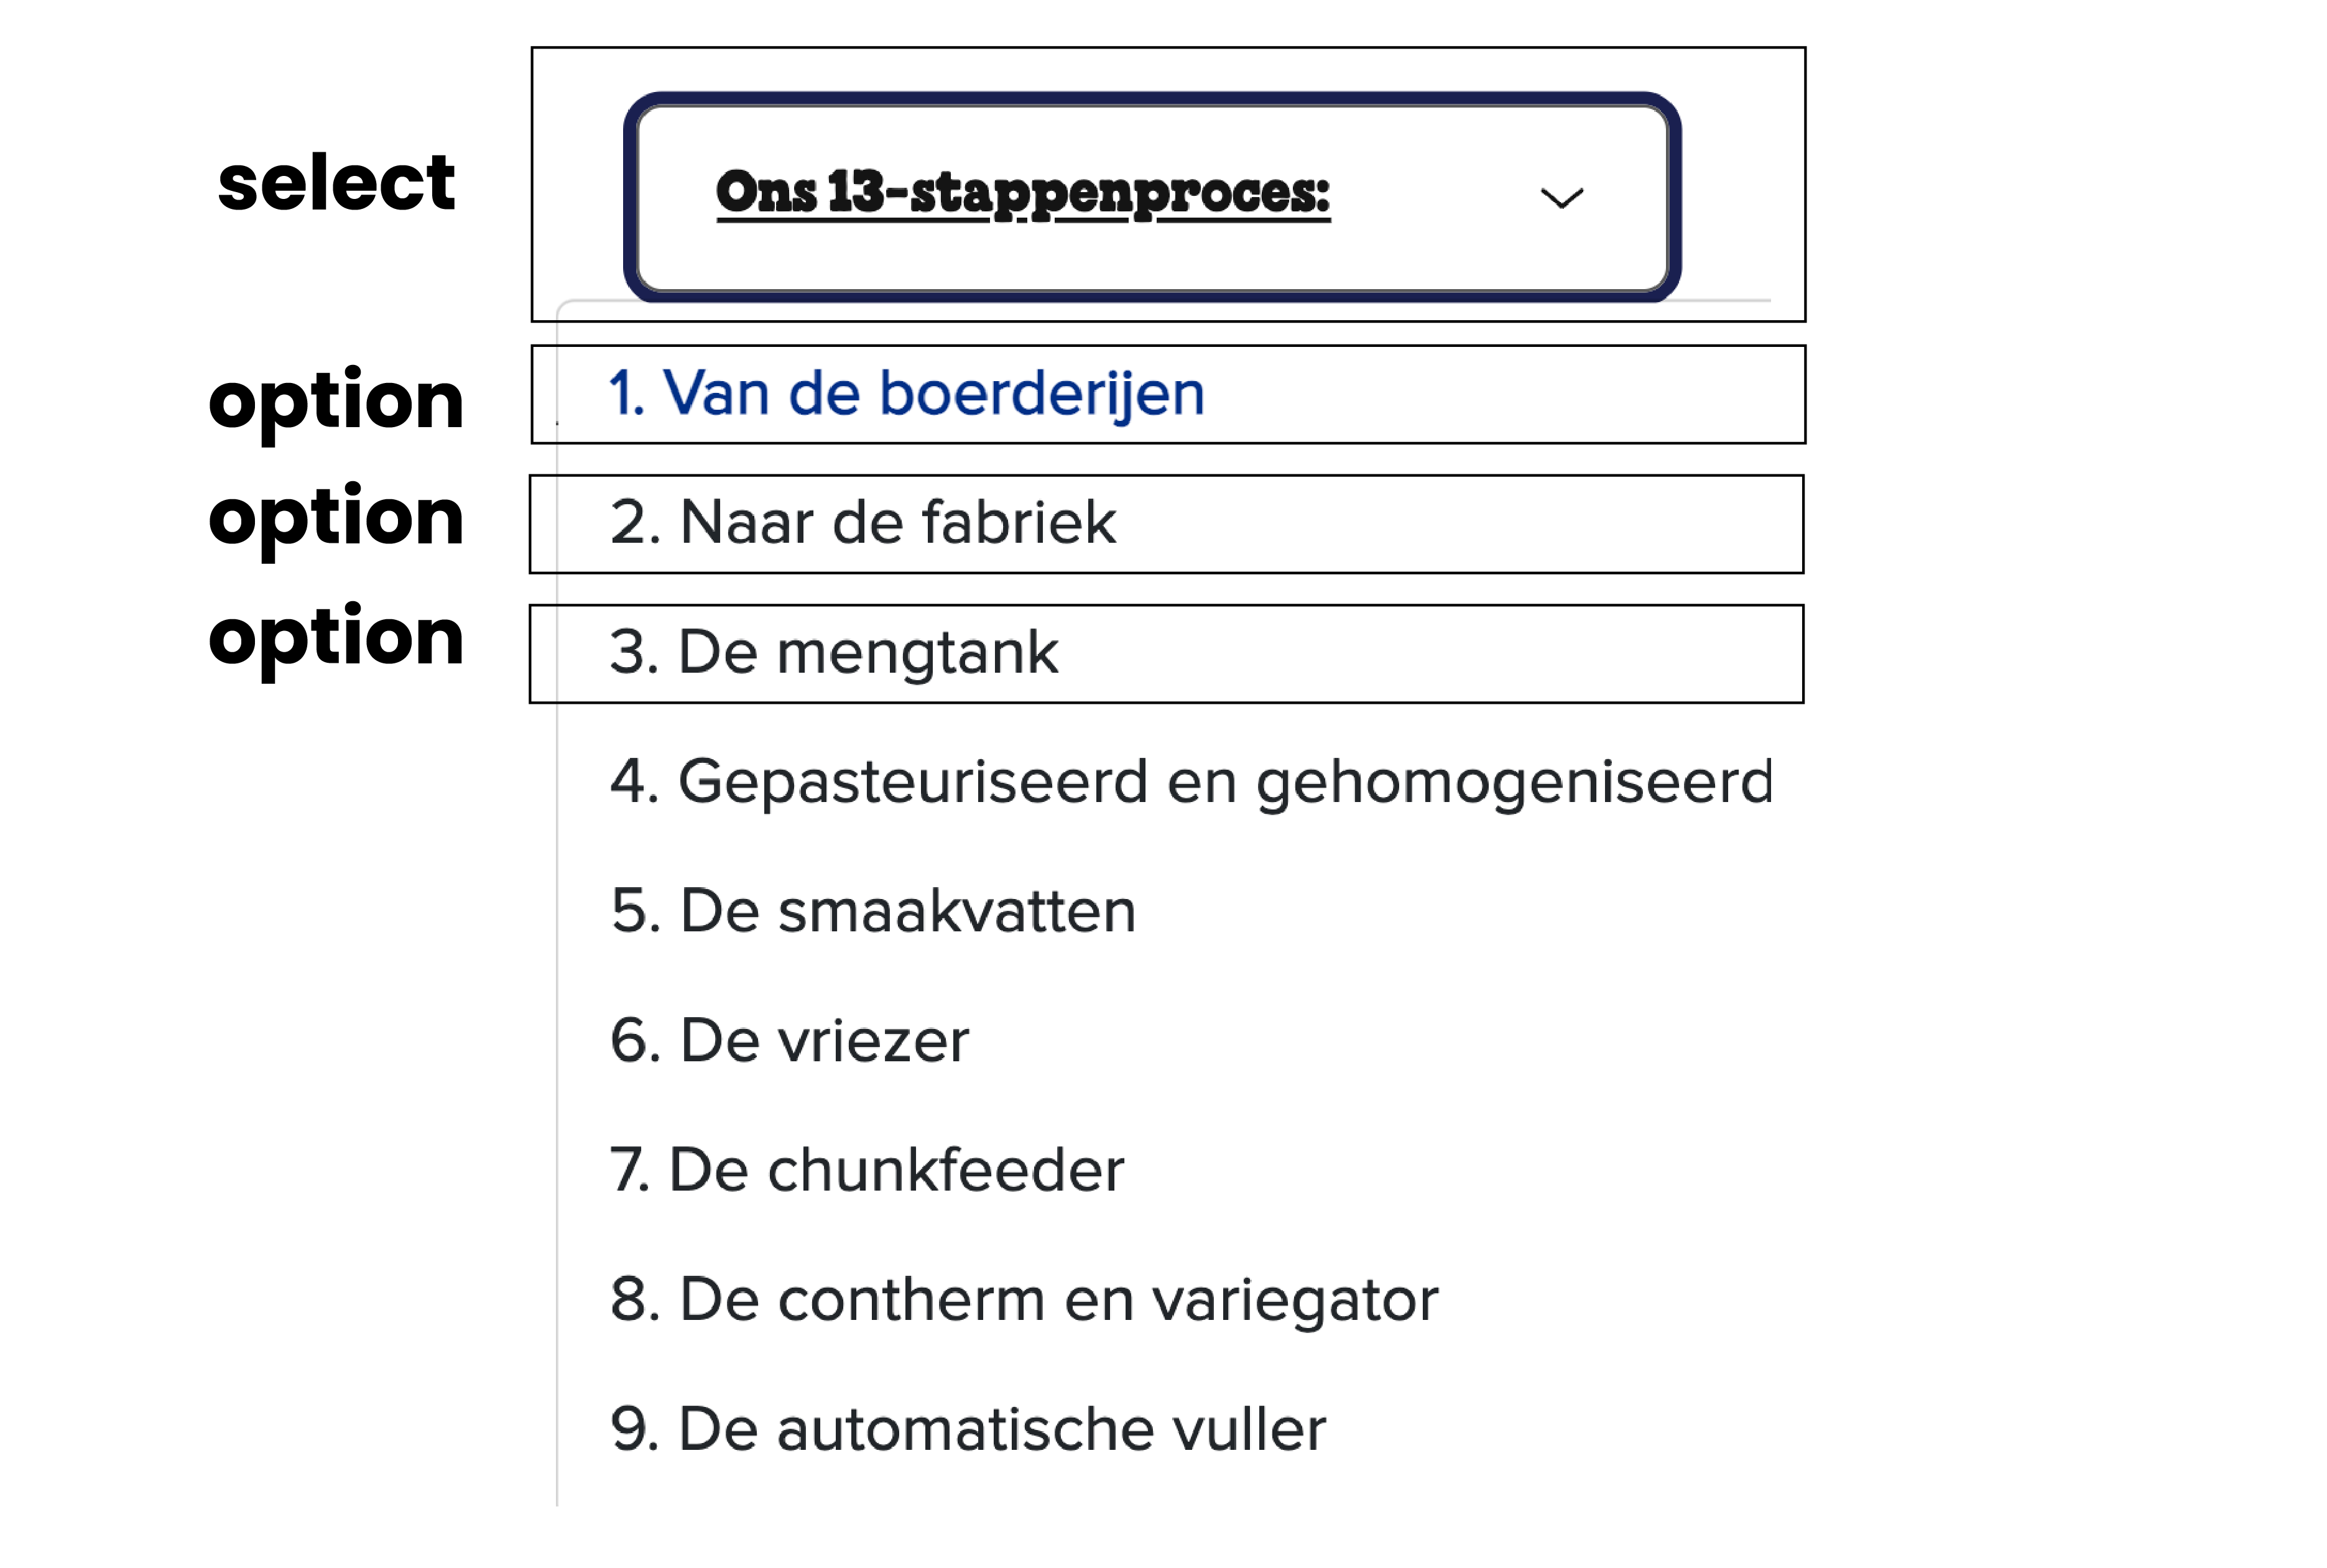 select
Ons 13-stappenproces:
option
1. Van de boerderijen
option
2. Naar de fabriek
option
3. De mengtank
4. Gepasteuriseerd en gehomogeniseerd
5. De smaakvatten
6. De vriezer
7. De chunkfeeder
8. De contherm en variegator
9. De automatische vuller